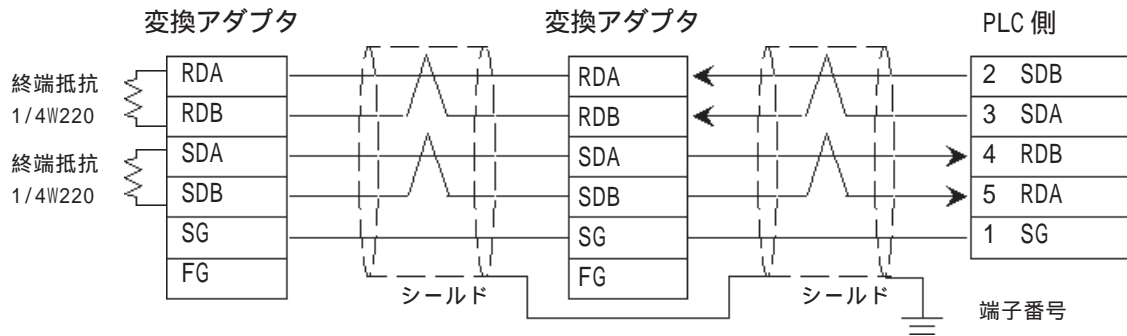 変換アダプタ
変換アダプタ
PLC 側
終端抵抗
1/4W220
終端抵抗
1/4W220
RDA
RDB
SDA
SDB
SG
FG
シールド
RDA
RDB
SDA
SDB
SG
FG
シールド
2 SDB
3 SDA
4 RDB
5 RDA
1 SG
端子番号